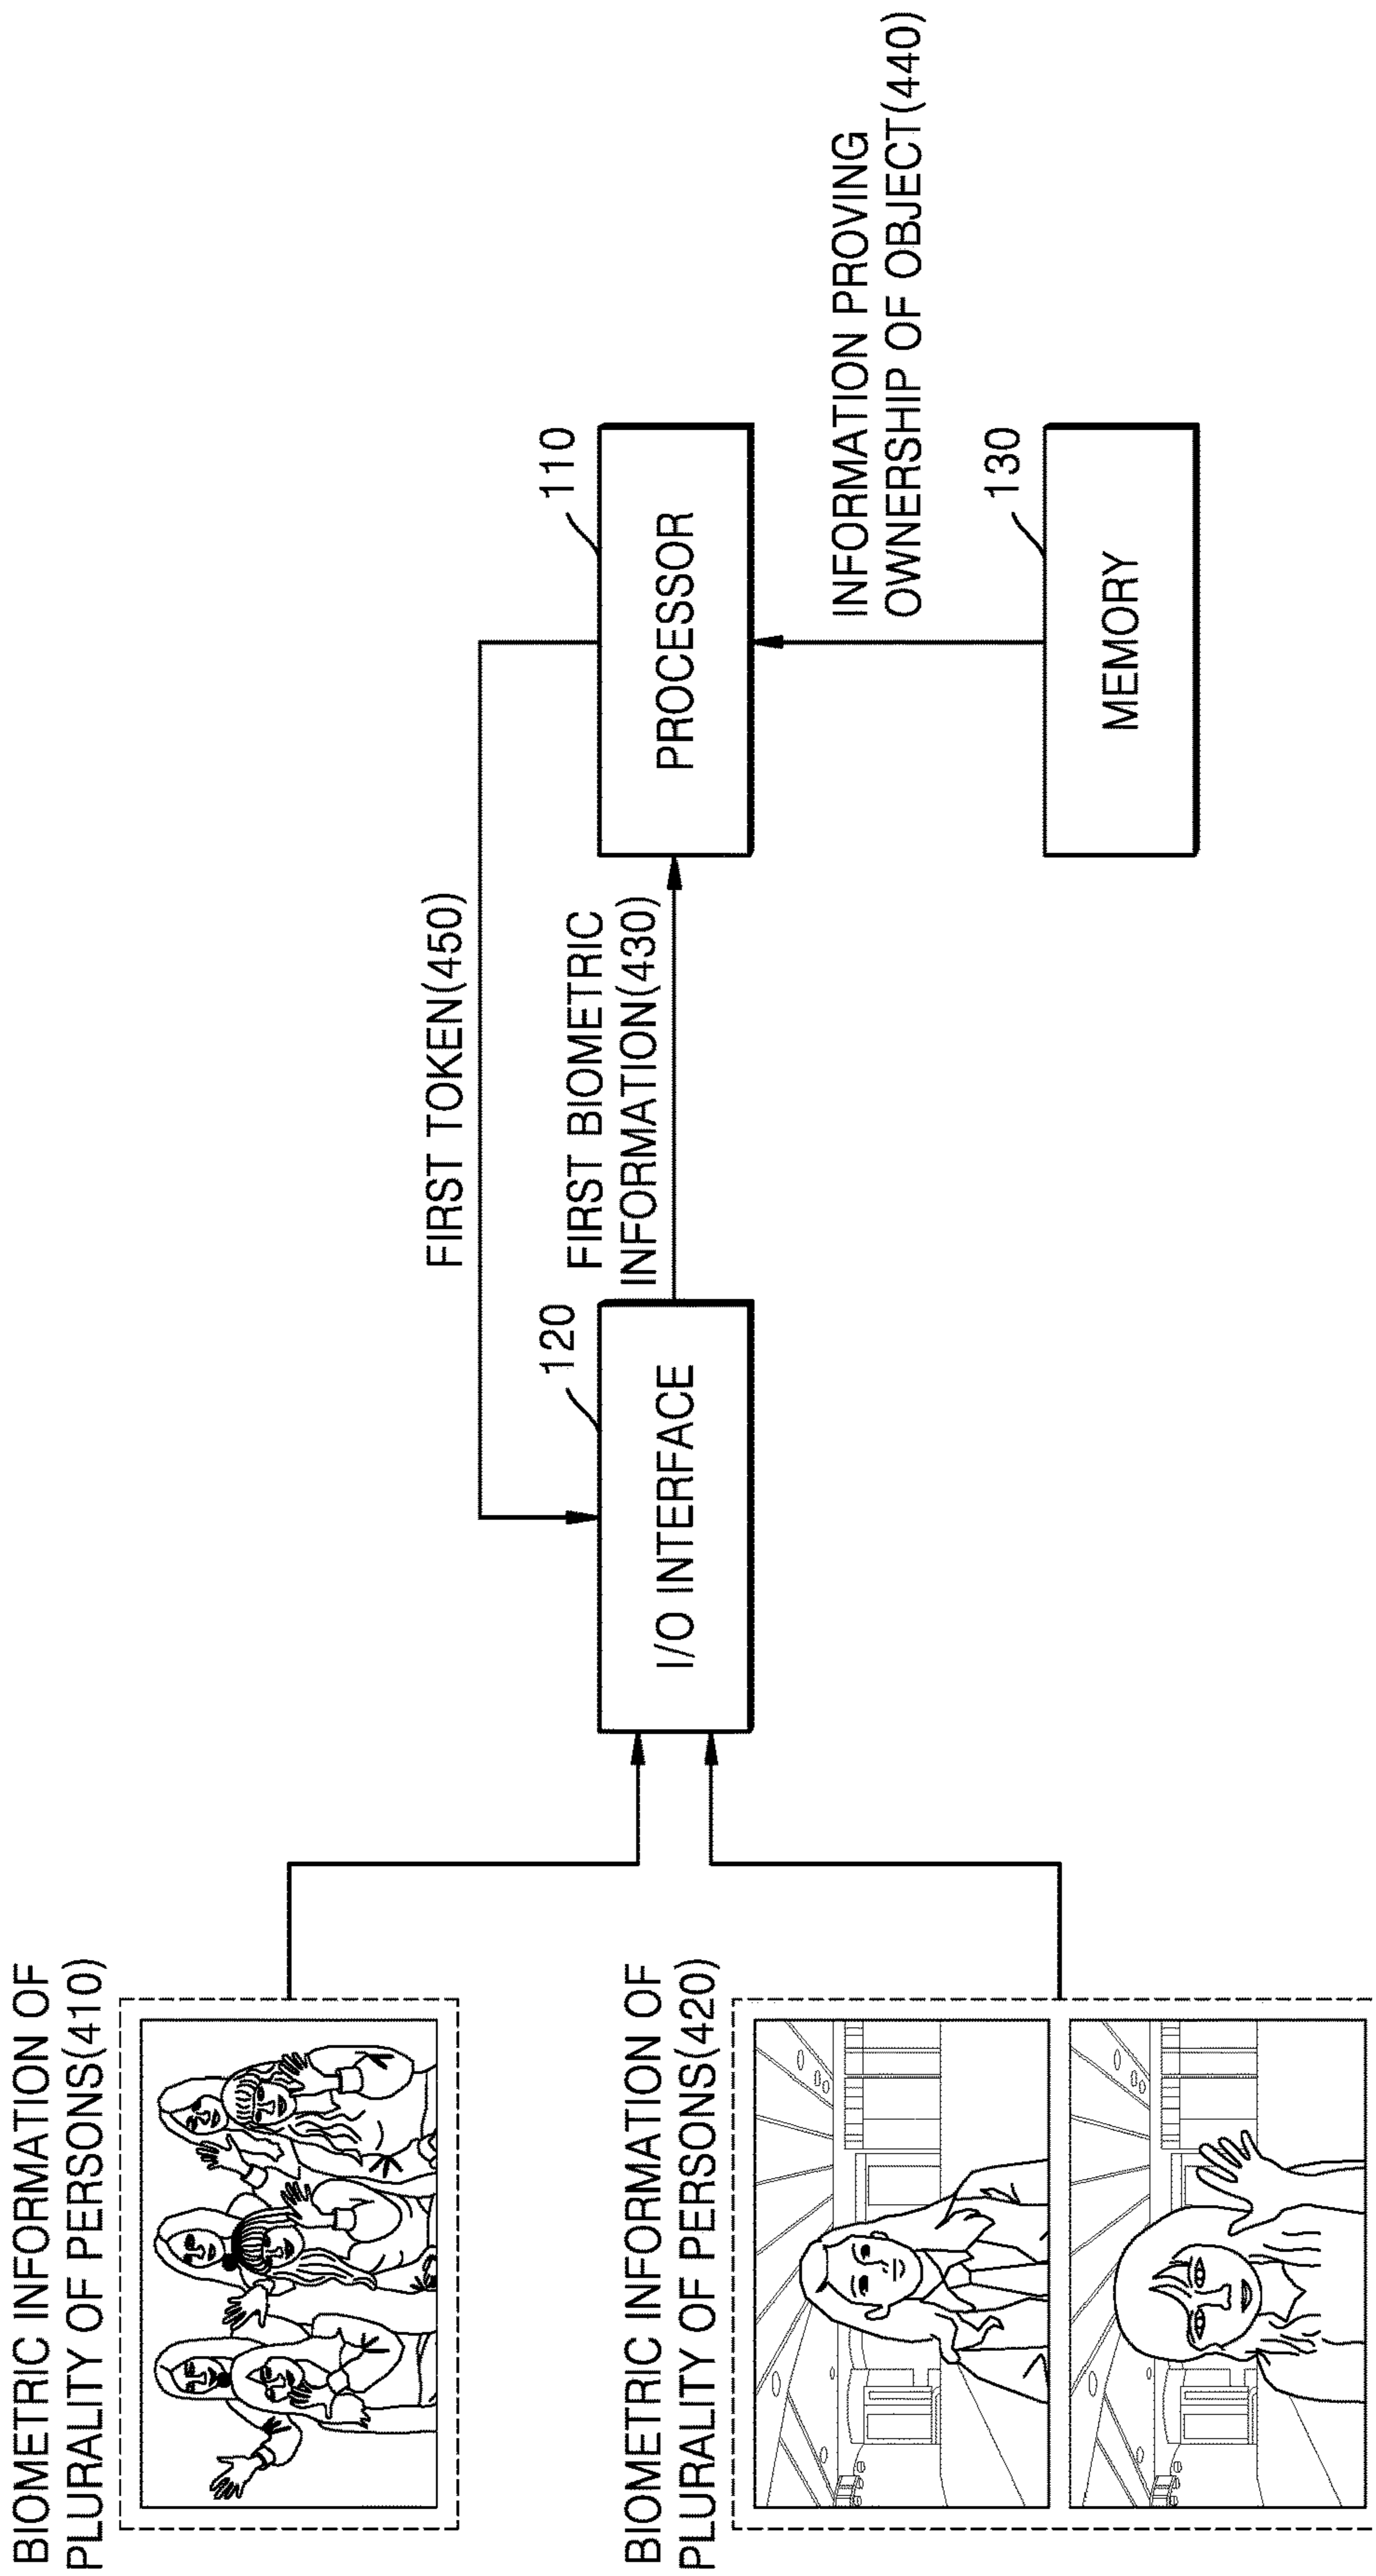 BIOMETRIC INFORMATION OF
PLURALITY OF PERSONS(410)
BIOMETRIC INFORMATION OF
PLURALITY OF PERSONS(420)
120
I/O INTERFACE
FIRST TOKEN(450)
FIRST BIOMETRIC
INFORMATION(430)
110
PROCESSOR
INFORMATION PROVING
OWNERSHIP OF OBJECT(440)
130
MEMORY